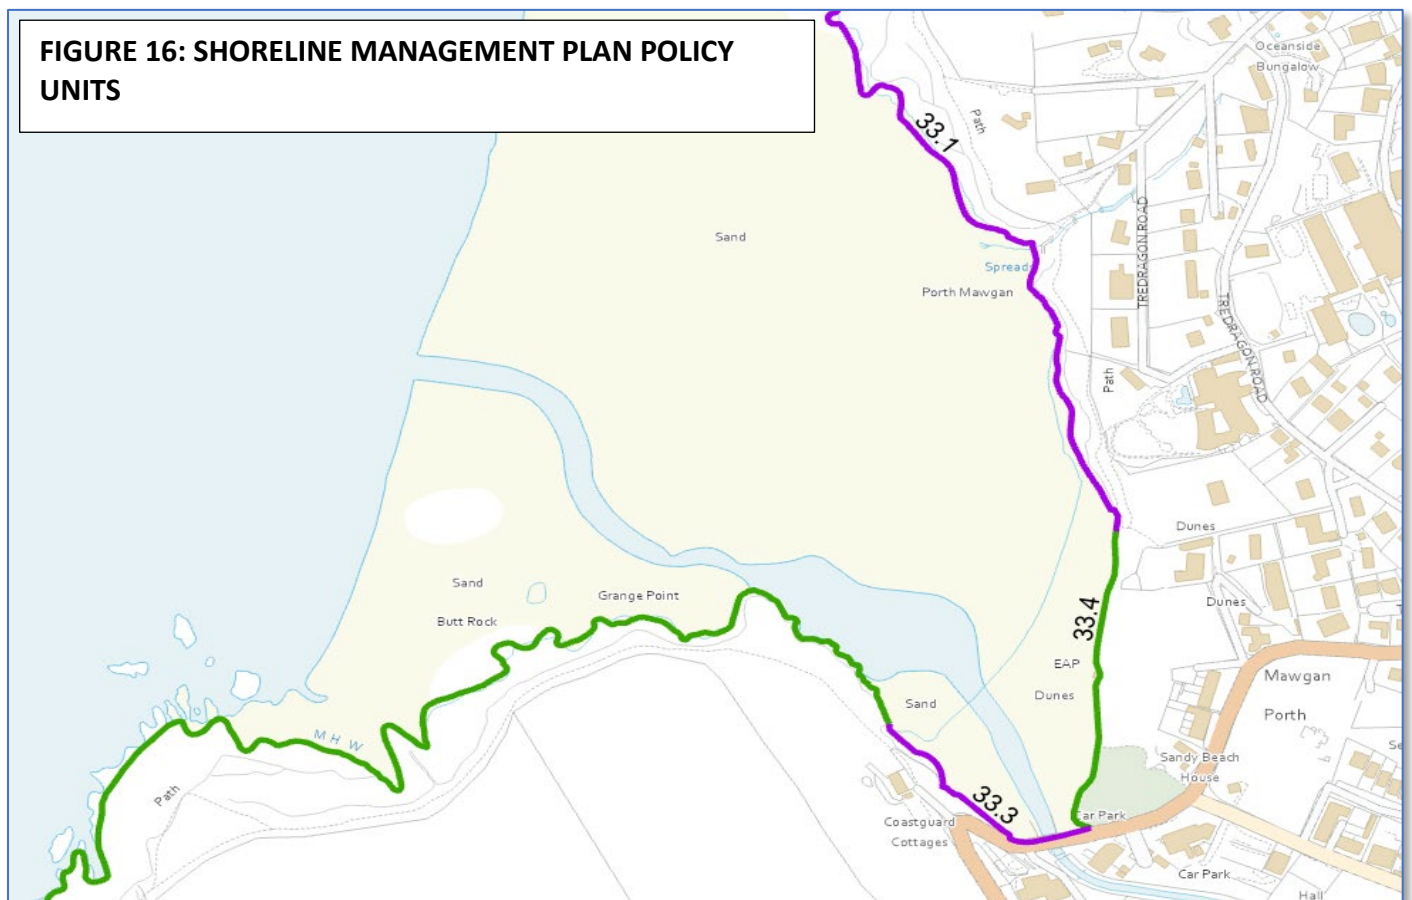 FIGURE 16: SHORELINE MANAGEMENT PLAN POLICY
UNITS
Oceanside
Bungalow
Path
33.1
TREDRAGON ROAD
Sand
Spreads
Porth Mawgan
TREDRAGON ROAD
Path
Dunes
Sand
Grange Point
Butt Rock
33.4
Dunes
EAP
Dunes
Mawgan
Porth
Sand
MHW
Sandy Beach
House
Path
33.3
Car Park
Coastguard
Cottages
Car Park
Hall